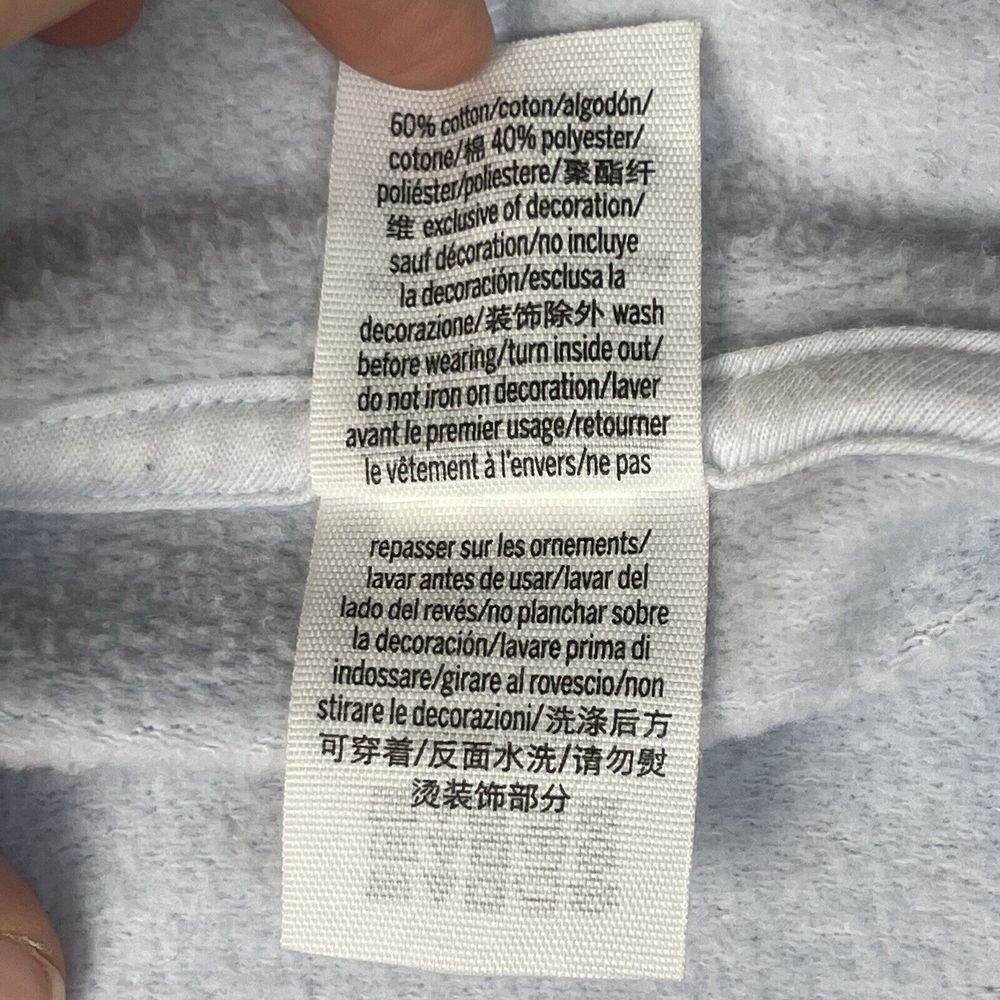 60% cotton/coton/algodón/
cotone/棉 40% polyester/
poliéster/poliestere/聚酯纤
维 exclusive of decoration/
sauf décoration/no incluye
la decoración/esclusa la
decorazione/装饰除外 wash
before wearing/turn inside out/
do not iron on decoration/laver
avant le premier usage/retourner
le vêtement à l'envers/ne pas
repasser sur les ornements/
lavar antes de usar/lavar del
lado del revés/no planchar sobre
la decoración/lavare prima di
indossare/girare al rovescio/non
stirare le decorazioni/洗涤后方
可穿着/反面水洗/请勿熨
烫装饰部分